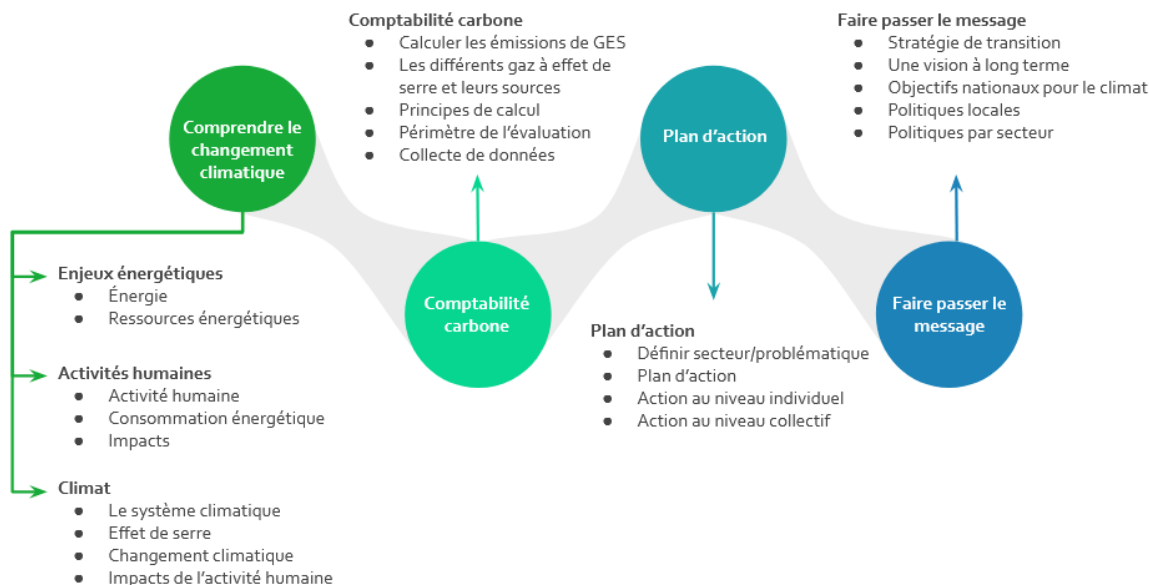 Comprendre le
changement
climatique
Enjeux énergétiques
● Énergie
● Ressources énergétiques
Activités humaines
● Activité humaine
● Consommation énergétique
● Impacts
Climat
● Le système climatique
● Effet de serre
● Changement climatique
● Impacts de l'activité humaine
Comptabilité carbone
● Calculer les émissions de GES
● Les différents gaz à effet de
serre et leurs sources
● Principes de calcul
● Périmètre de l'évaluation
● Collecte de données
Comptabilité
carbone
Plan d'action
Plan d'action
● Définir secteur/problématique
● Plan d'action
● Action au niveau individuel
● Action au niveau collectif
Faire passer le message
● Stratégie de transition
● Une vision à long terme
● Objectifs nationaux pour le climat
● Politiques locales
● Politiques par secteur
Faire passer le
message